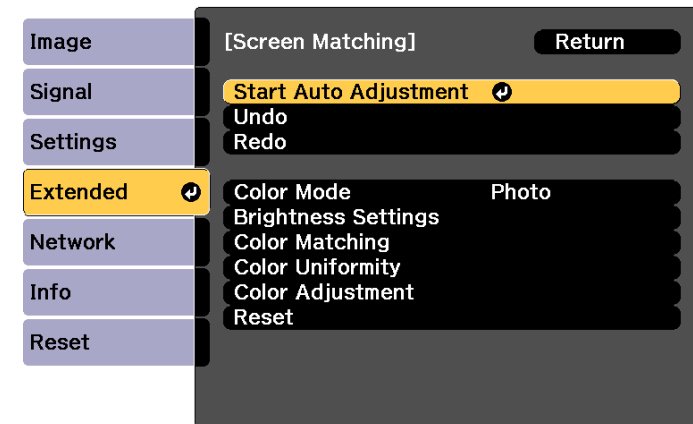 Image
Signal
Settings
Extended
Network
Info
Reset
[Screen Matching] Return
Start Auto Adjustment
Undo
Redo
Color Mode Photo
Brightness Settings
Color Matching
Color Uniformity
Color Adjustment
Reset